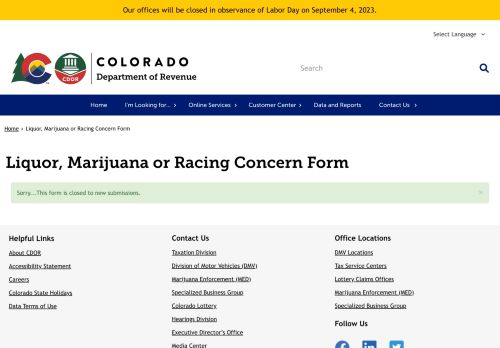 Our offices will be closed in observance of Labor Day on September 4, 2023.
Select Language
CDOR
COLORADO
Department of Revenue
Search
Home
I'm Looking for...
Online Services
Customer Center
Data and Reports
Contact Us
Home › Liquor, Marijuana or Racing Concern Form
Liquor, Marijuana or Racing Concern Form
Sorry...This form is closed to new submissions.
×
Helpful Links
About CDOR
Accessibility Statement
Careers
Colorado State Holidays
Data Terms of Use
Contact Us
Taxation Division
Division of Motor Vehicles (DMV)
Marijuana Enforcement (MED)
Specialized Business Group
Colorado Lottery
Hearings Division
Executive Director's Office
Media Center
Office Locations
DMV Locations
Tax Service Centers
Lottery Claims Offices
Marijuana Enforcement (MED)
Specialized Business Group
Follow Us